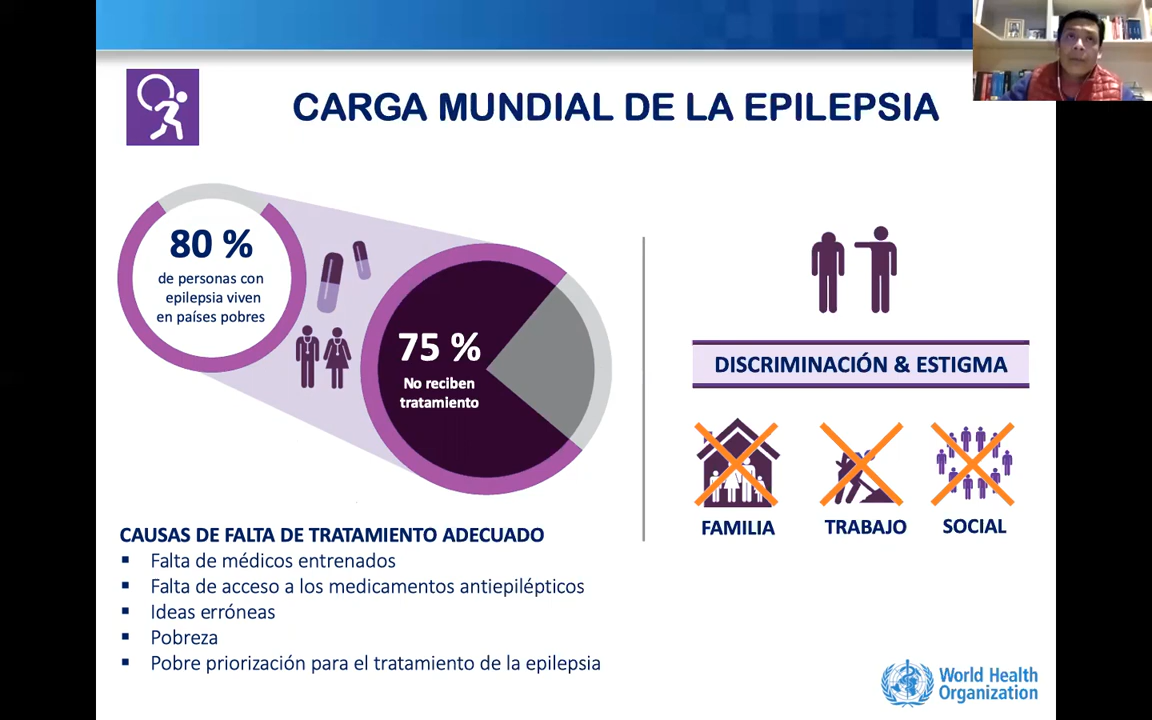 CARGA MUNDIAL DE LA EPILEPSIA
80 %
de personas con
epilepsia viven
en países pobres
75 %
No reciben
tratamiento
DISCRIMINACIÓN & ESTIGMA
FAMILIA
TRABAJO
SOCIAL
CAUSAS DE FALTA DE TRATAMIENTO ADECUADO
Falta de médicos entrenados
Falta de acceso a los medicamentos antiepilépticos
Ideas erróneas
Pobreza
Pobre priorización para el tratamiento de la epilepsia
World Health
Organization